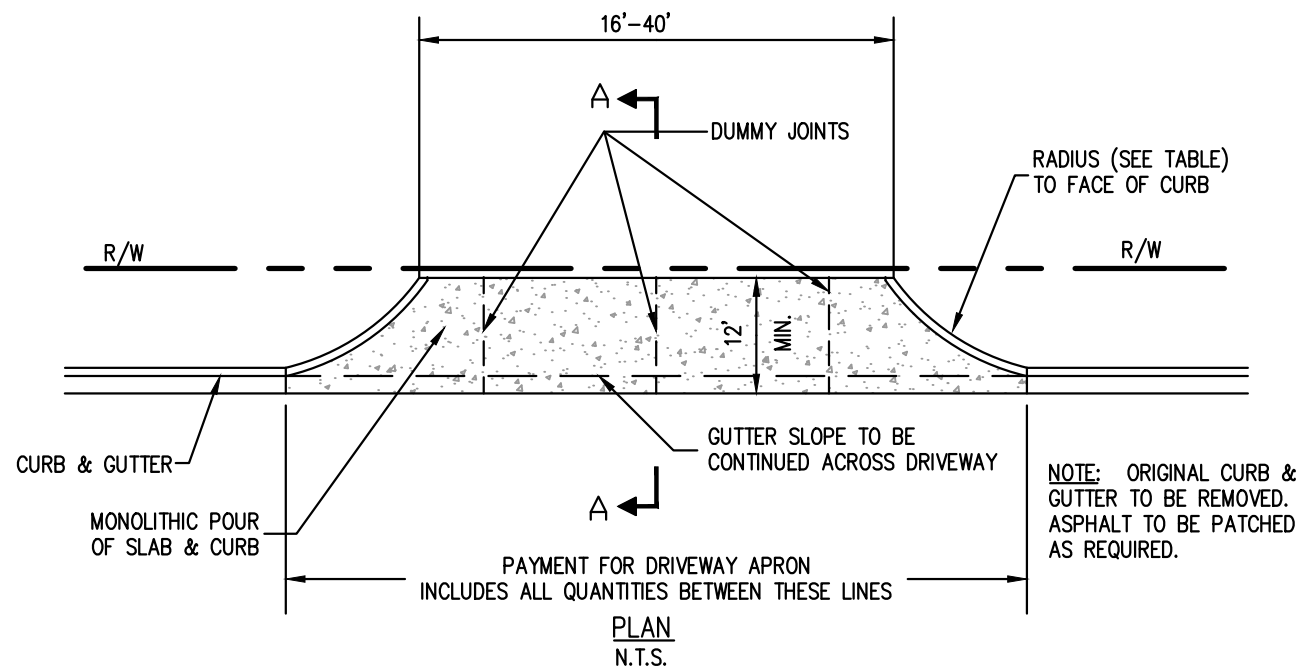 16'-40'
A
DUMMY JOINTS
RADIUS (SEE TABLE)
TO FACE OF CURB
R/W
R/W
12'
MIN.
CURB & GUTTER
GUTTER SLOPE TO BE
CONTINUED ACROSS DRIVEWAY
MONOLITHIC POUR
OF SLAB & CURB
A
NOTE: ORIGINAL CURB &
GUTTER TO BE REMOVED.
ASPHALT TO BE PATCHED
AS REQUIRED.
PAYMENT FOR DRIVEWAY APRON
INCLUDES ALL QUANTITIES BETWEEN THESE LINES
PLAN
N.T.S.